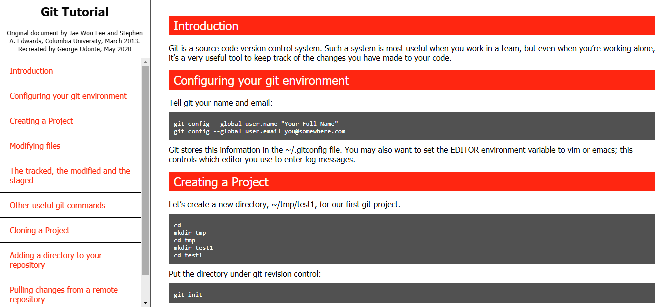 Git Tutorial
Original document by Jae Woo Lee and Stephen
A. Edwards, Columbia University, March 2013.
Recreated by George Udonte, May 2020
Introduction
Configuring your git environment
Creating a Project
Modifying files
The tracked, the modified and the
staged
Other useful git commands
Cloning a Project
Adding a directory to your
repository
Pulling changes from a remote
repository
Introduction
Git is a source code version control system. Such a system is most useful when you work in a team, but even when you're working alone,
it's a very useful tool to keep track of the changes you have made to your code.
Configuring your git environment
Tell git your name and email:
git config --global user.name "Your Full Name"
git config --global user.email you@somewhere.com
Git stores this information in the ~/.gitconfig file. You may also want to set the EDITOR environment variable to vim or emacs; this
controls which editor you use to enter log messages.
Creating a Project
Let's create a new directory, ~/tmp/test1, for our first git project.
cd
mkdir tmp
cd tmp
mkdir test1
cd test1
Put the directory under git revision control:
git init